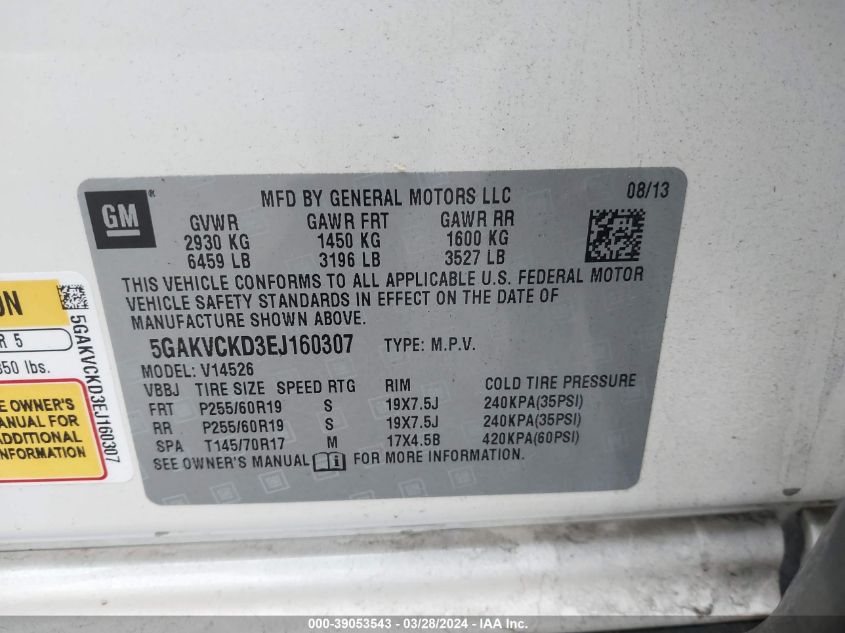 MFD BY GENERAL MOTORS LLC 08/13
GM®
GVWR GAWR FRT GAWR RR
2930 KG 1450 KG 1600 KG
6459 LB 3196 LB 3527 LB
THIS VEHICLE CONFORMS TO ALL APPLICABLE U.S. FEDERAL MOTOR
VEHICLE SAFETY STANDARDS IN EFFECT ON THE DATE OF
MANUFACTURE SHOWN ABOVE.
5GAKVCKD3EJ160307 TYPE: M.P.V.
MODEL: V14526
VBBJ TIRE SIZE SPEED RTG RIM COLD TIRE PRESSURE
FRT P255/60R19 S 19X7.5J 240KPA(35PSI)
RR P255/60R19 S 19X7.5J 240KPA(35PSI)
SPA T145/70R17 M 17X4.5B 420KPA(60PSI)
SEE OWNER'S MANUAL i FOR MORE INFORMATION.
ON
R 5
350 lbs.
E OWNER'S
MANUAL FOR
ADDITIONAL
INFORMATION
5GAKVCKD3EJ160307
000-39053543 / 03/28/2024 - IAA Inc.